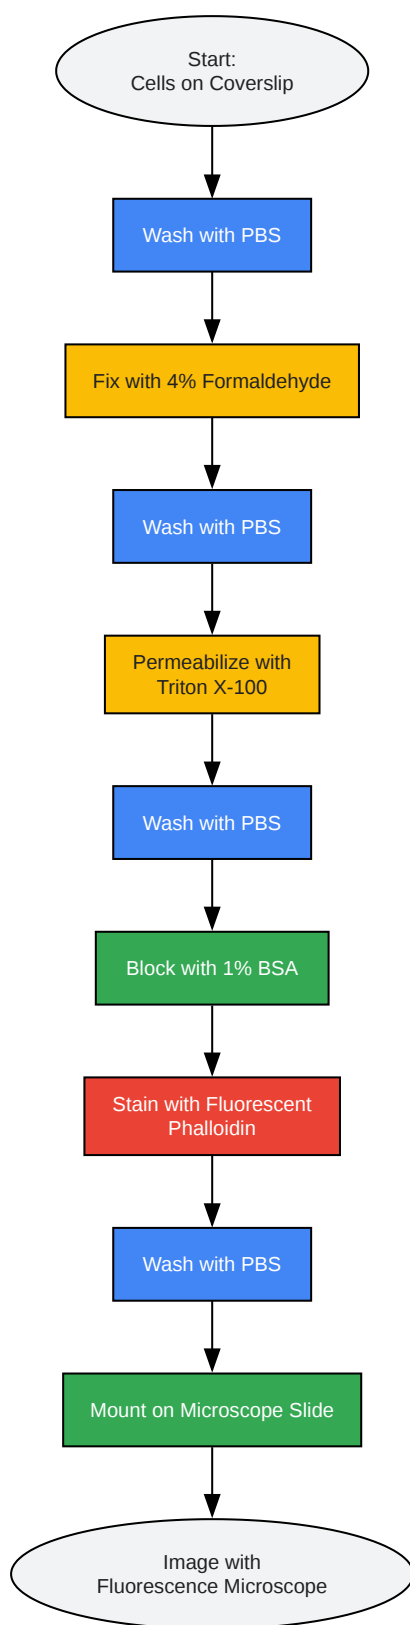 Start:
Cells on Coverslip
Wash with PBS
Fix with 4% Formaldehyde
Wash with PBS
Permeabilize with
Triton X-100
Wash with PBS
Block with 1% BSA
Stain with Fluorescent
Phalloidin
Wash with PBS
Mount on Microscope Slide
Image with
Fluorescence Microscope